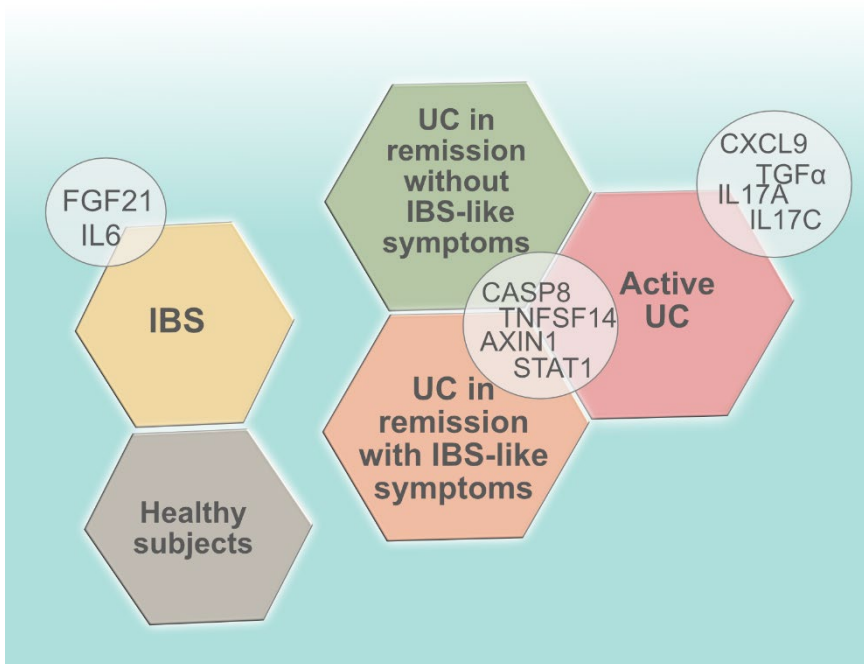 FGF21
IL6
IBS
Healthy
subjects
UC in
remission
without
IBS-like
symptoms
UC in
remission
with IBS-like
symptoms
CASP8
TNFSF14
AXIN1
STAT1
Active
UC
CXCL9
TGFα
IL17A
IL17C